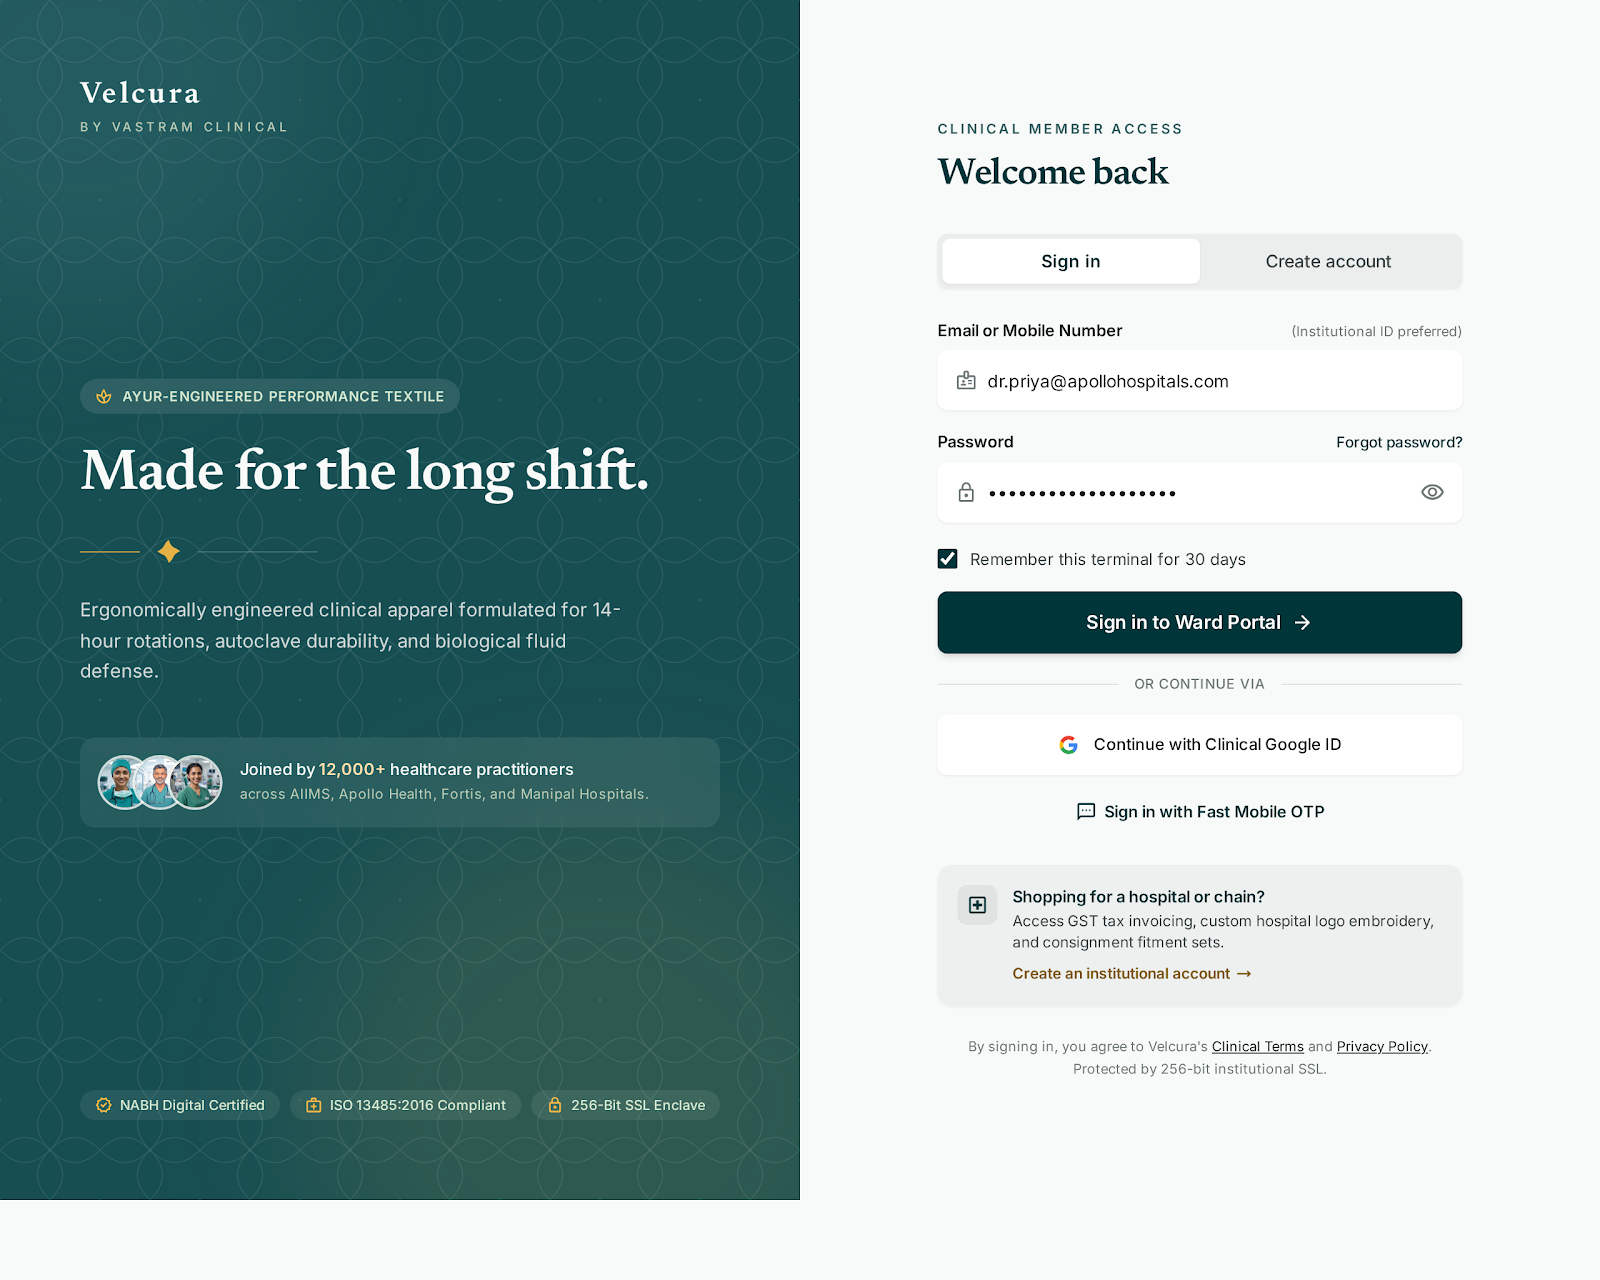 Velcura
BY VASTRAM CLINICAL
AYUR-ENGINEERED PERFORMANCE TEXTILE
Made for the long shift.
Ergonomically engineered clinical apparel formulated for 14-
hour rotations, autoclave durability, and biological fluid
defense.
Joined by 12,000+ healthcare practitioners
across AIIMS, Apollo Health, Fortis, and Manipal Hospitals.
NABH Digital Certified
ISO 13485:2016 Compliant
256-Bit SSL Enclave
CLINICAL MEMBER ACCESS
Welcome back
Sign in
Create account
Email or Mobile Number
(Institutional ID preferred)
dr.priya@apollohospitals.com
Password
Forgot password?
•••••••••••••••••••
Remember this terminal for 30 days
Sign in to Ward Portal →
OR CONTINUE VIA
Continue with Clinical Google ID
Sign in with Fast Mobile OTP
Shopping for a hospital or chain?
Access GST tax invoicing, custom hospital logo embroidery,
and consignment fitment sets.
Create an institutional account →
By signing in, you agree to Velcura's Clinical Terms and Privacy Policy.
Protected by 256-bit institutional SSL.